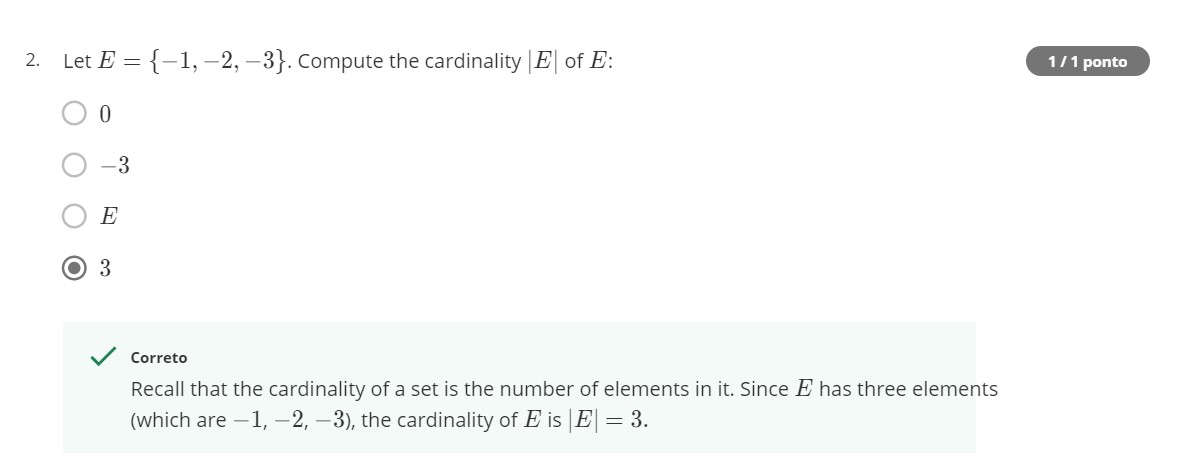 2. Let E = {−1, −2, −3}. Compute the cardinality |E| of E:
1 / 1 ponto
0
−3
E
3
Correto
Recall that the cardinality of a set is the number of elements in it. Since E has three elements
(which are −1, −2, −3), the cardinality of E is |E| = 3.